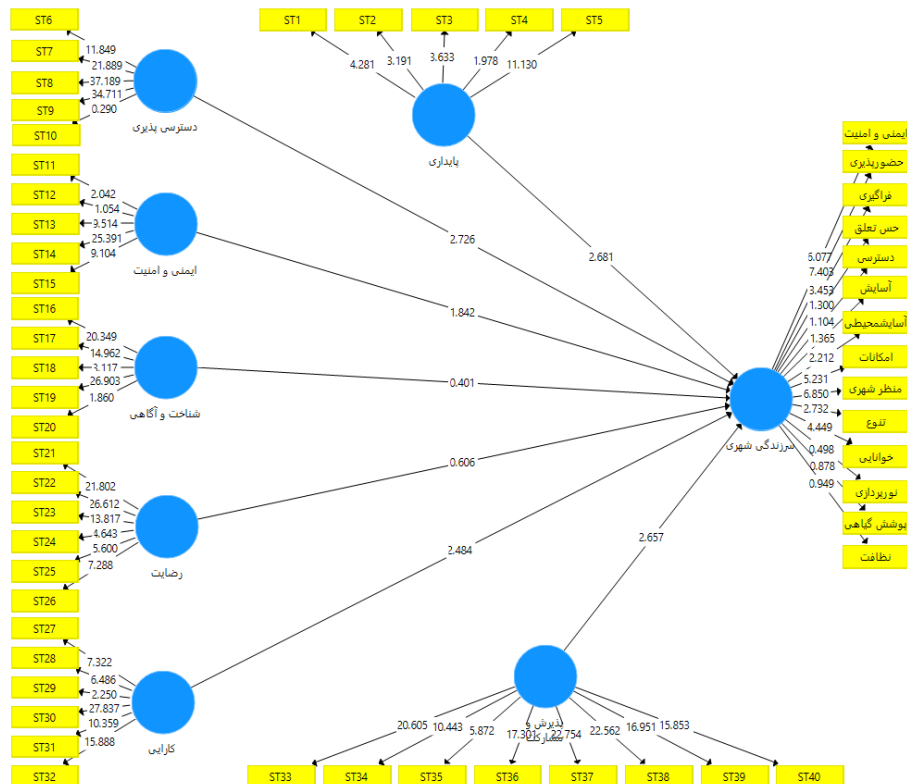 ST6
ST7
ST8
ST9
ST10
11.849
21.889
37.189
34.711
0.290
دسترسی پذیری
ST1
ST2
ST3
ST4
ST5
4.281
3.191
3.633
1.978
11.130
پایداری
ST11
ST12
ST13
ST14
ST15
2.042
1.054
25.391
9.104
ایمنی و امنیت
ST16
ST17
ST18
ST19
ST20
20.349
14.962
26.903
1.860
شناخت و آگاهی
ST21
ST22
ST23
ST24
ST25
ST26
21.802
26.612
13.817
4.643
5.600
7.288
رضایت
ST27
ST28
ST29
ST30
ST31
ST32
7.322
6.486
2.250
27.837
10.359
15.888
کارایی
2.726
2.681
1.842
0.401
0.606
2.484
2.657
سرزندگی شهری
7.403
3.453
1.300
1.104
1.365
2.212
5.231
6.850
2.732
4.449
0.498
0.878
0.949
ایمنی و امنیت
حضورپذیری
فراگیری
حس تعلق
دسترسی
آسایش
آسایشمحیطی
امکانات
منظر شهری
تنوع
خوانایی
نورپردازی
پوشش گیاهی
نظافت
پذیرش و
مشارکت
20.605
10.443
5.872
17.301
22.754
22.562
16.951
15.853
ST33
ST34
ST35
ST36
ST37
ST38
ST39
ST40